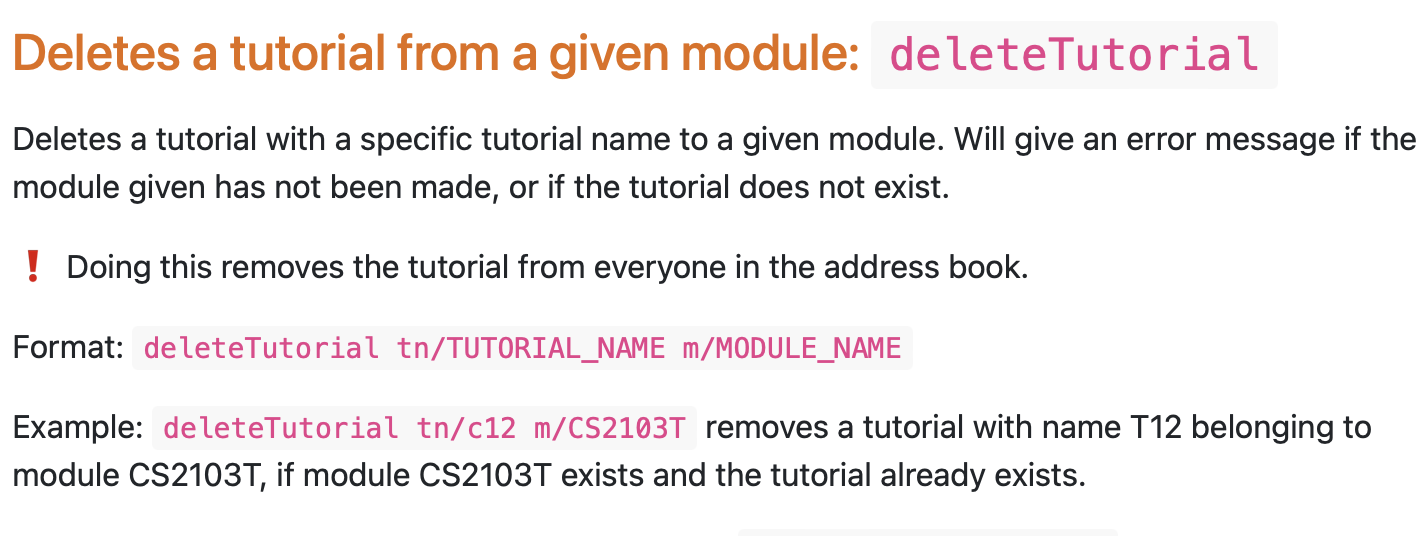 Deletes a tutorial from a given module: deleteTutorial
Deletes a tutorial with a specific tutorial name to a given module. Will give an error message if the
module given has not been made, or if the tutorial does not exist.
❗ Doing this removes the tutorial from everyone in the address book.
Format: deleteTutorial tn/TUTORIAL_NAME m/MODULE_NAME
Example: deleteTutorial tn/c12 m/CS2103T removes a tutorial with name T12 belonging to
module CS2103T, if module CS2103T exists and the tutorial already exists.